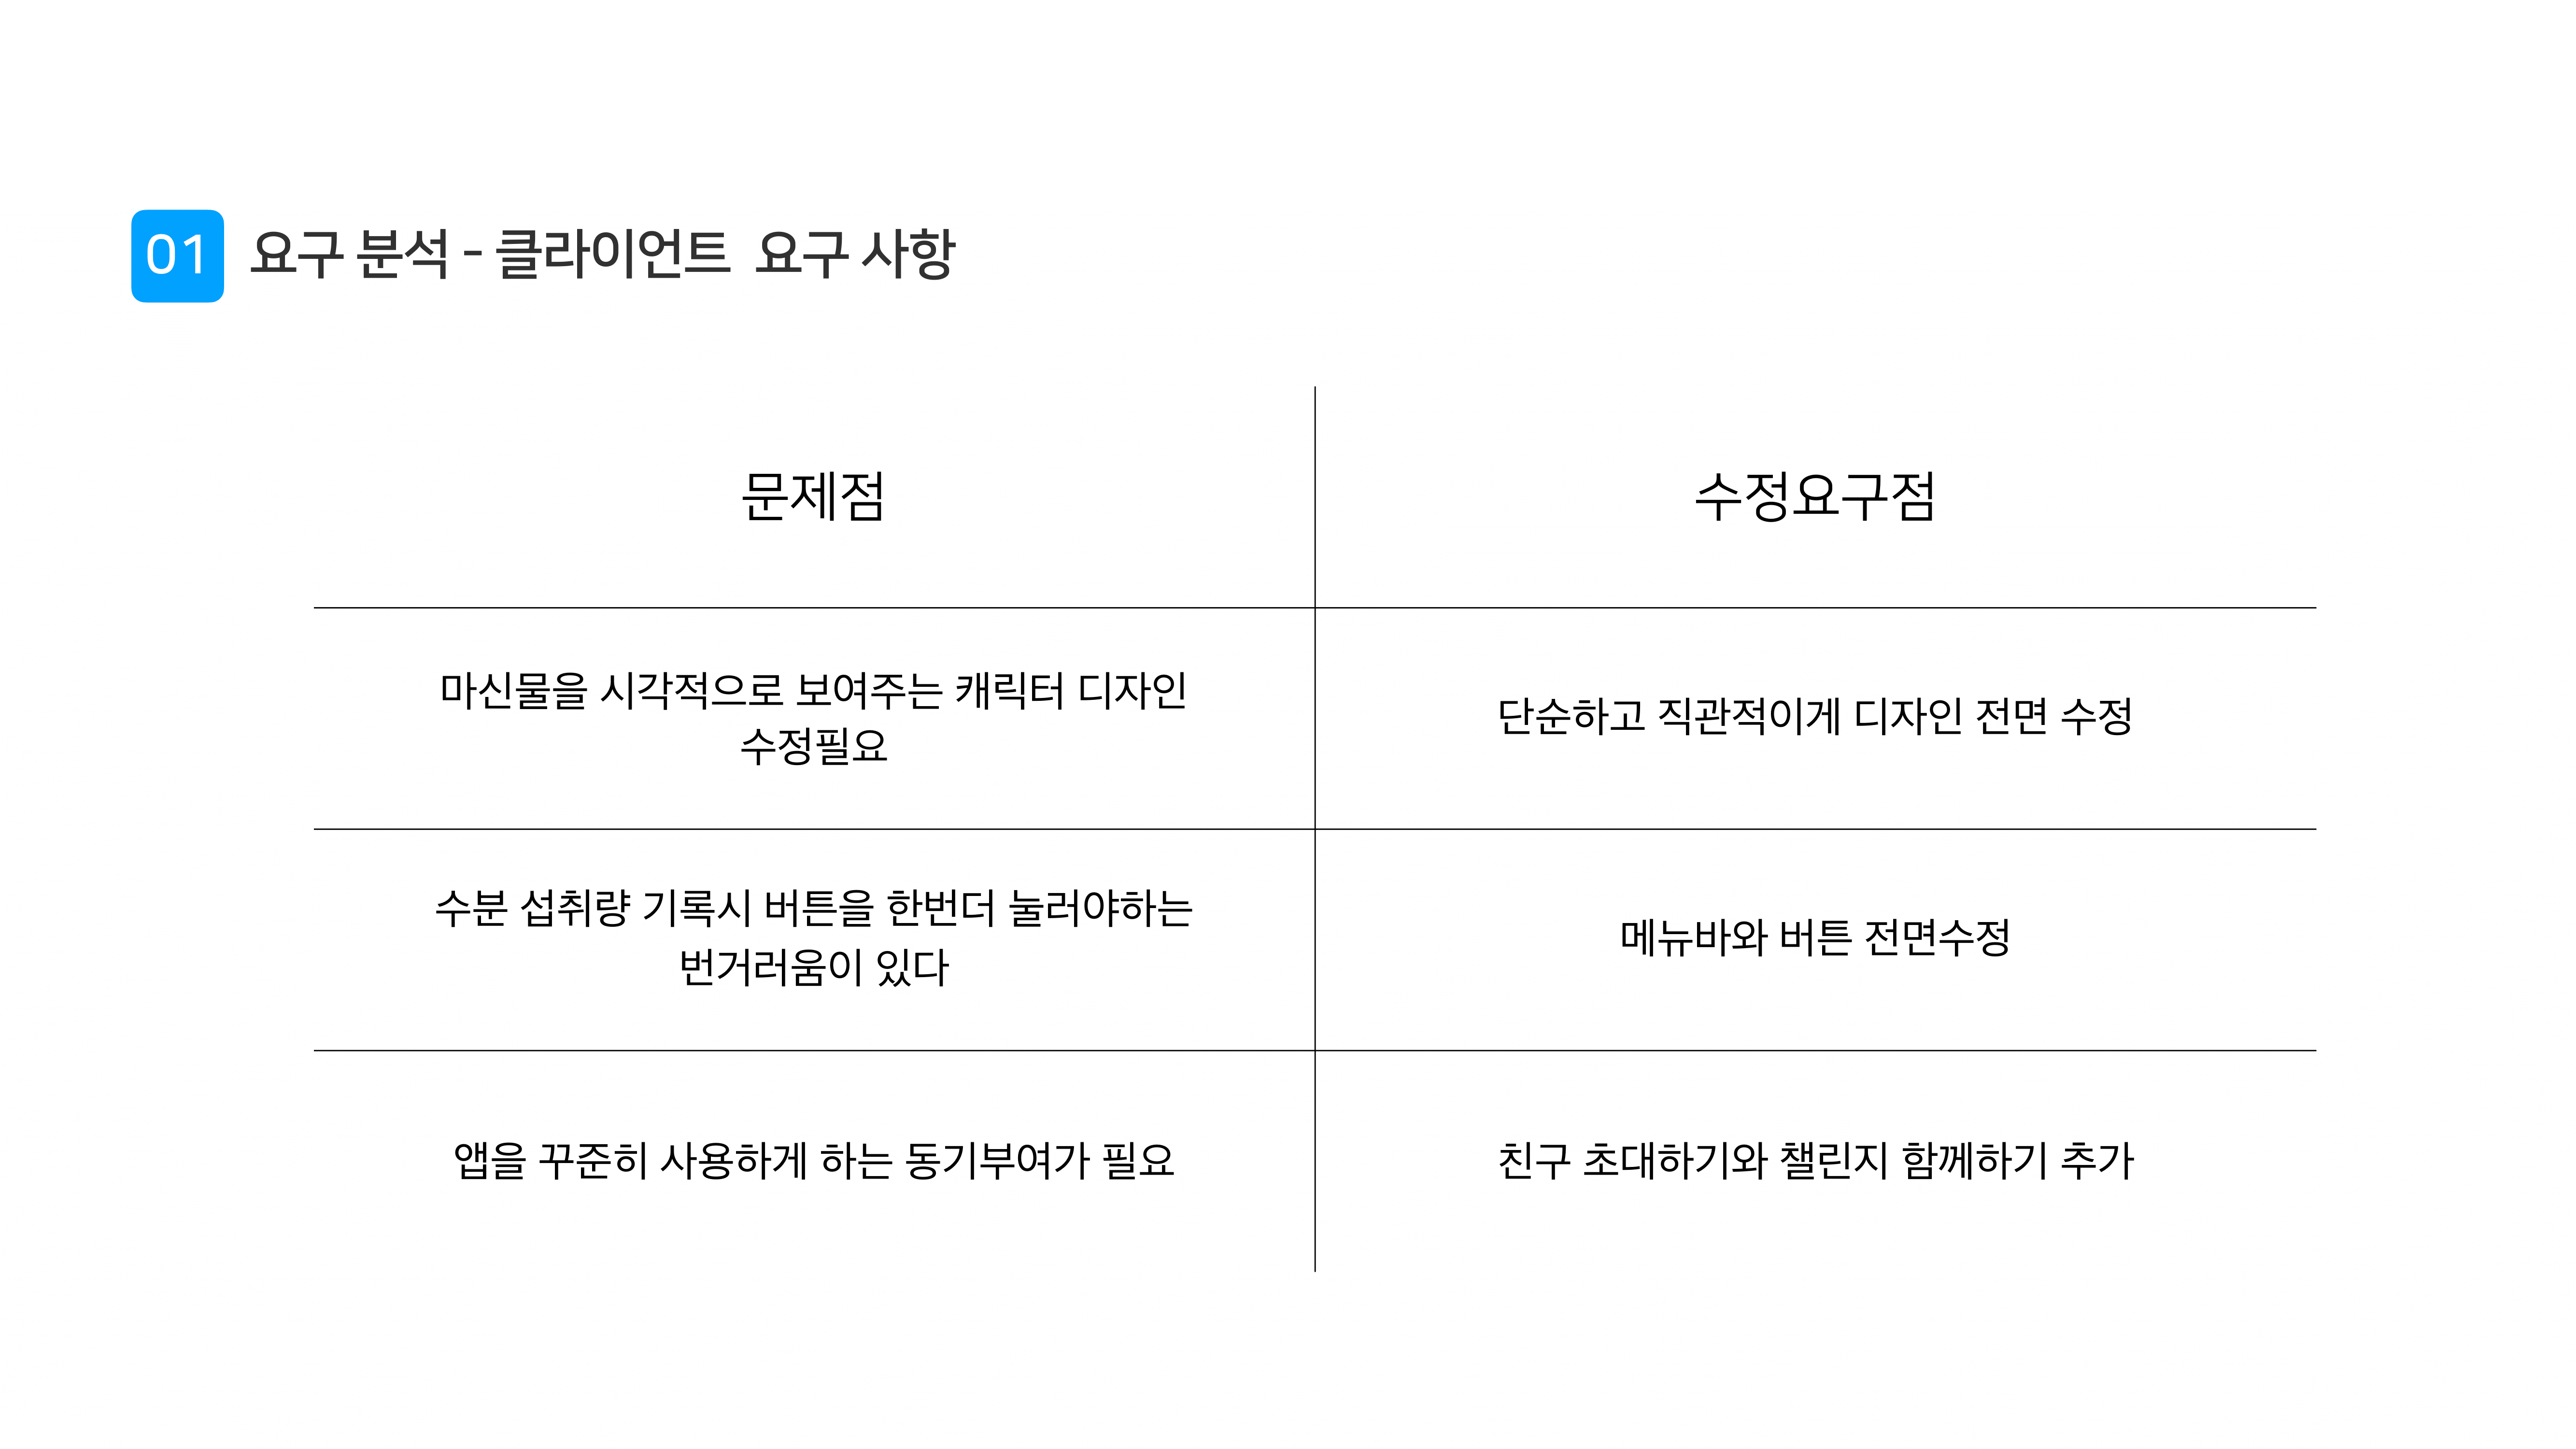 01 요구 분석 - 클라이언트 요구 사항
문제점
수정요구점
마신물을 시각적으로 보여주는 캐릭터 디자인
수정필요
단순하고 직관적이게 디자인 전면 수정
수분 섭취량 기록시 버튼을 한번더 눌러야하는
번거러움이 있다
메뉴바와 버튼 전면수정
앱을 꾸준히 사용하게 하는 동기부여가 필요
친구 초대하기와 챌린지 함께하기 추가